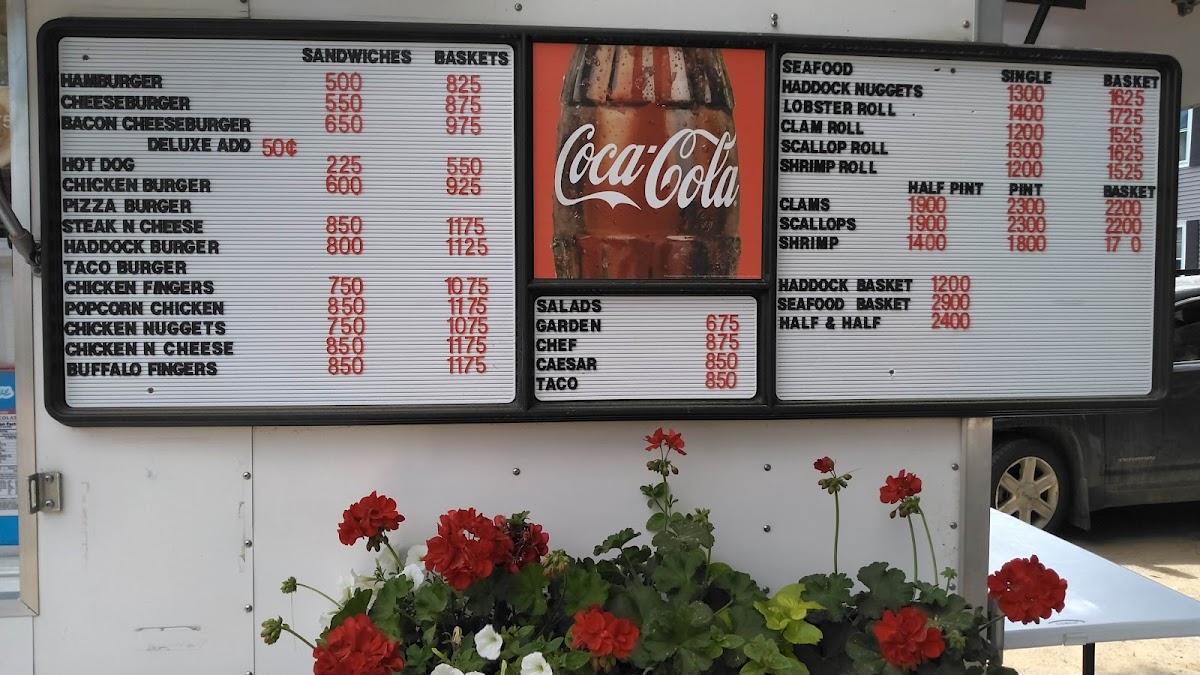 SANDWICHES BASKETS
HAMBURGER 500 825
CHEESEBURGER 550 875
BACON CHEESEBURGER 650 975
DELUXE ADD 50¢
HOT DOG 225 550
CHICKEN BURGER 600 925
PIZZA BURGER
STEAK N CHEESE 850 1175
HADDOCK BURGER 800 1125
TACO BURGER
CHICKEN FINGERS 750 1075
POPCORN CHICKEN 850 1175
CHICKEN NUGGETS 750 1075
CHICKEN N CHEESE 850 1175
BUFFALO FINGERS 850 1175
Coca-Cola
SALADS
GARDEN 675
CHEF 875
CAESAR 850
TACO 850
SEAFOOD SINGLE BASKET
HADDOCK NUGGETS 1300 1625
LOBSTER ROLL 1400 1725
CLAM ROLL 1200 1525
SCALLOP ROLL 1300 1625
SHRIMP ROLL 1200 1525
HALF PINT PINT BASKET
CLAMS 1900 2300 2200
SCALLOPS 1900 2300 2200
SHRIMP 1400 1800 17 0
HADDOCK BASKET 1200
SEAFOOD BASKET 2900
HALF & HALF 2400